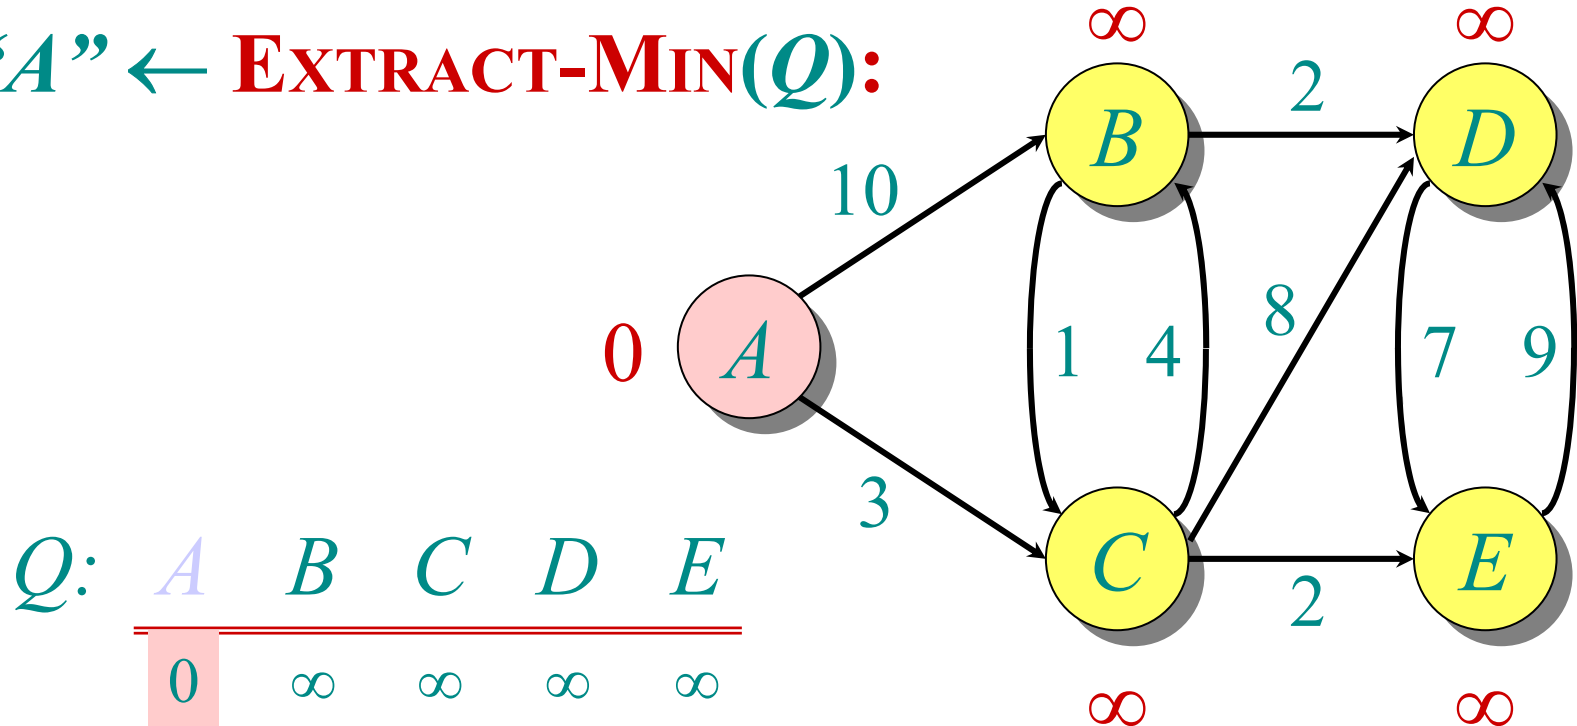 “A” ← EXTRACT-MIN(Q):
∞ ∞
B 2 D
10
0 A 1 4 8 7 9
3
C 2 E
∞ ∞
Q: A B C D E
0 ∞ ∞ ∞ ∞